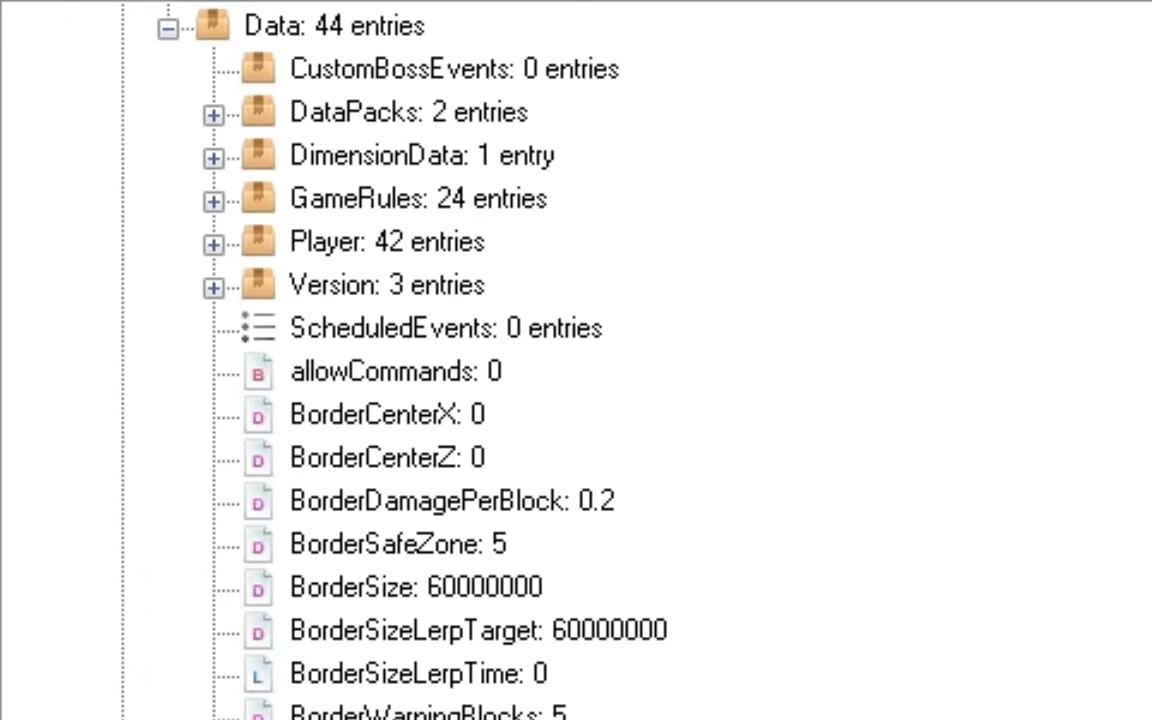 Data: 44 entries
CustomBossEvents: 0 entries
DataPacks: 2 entries
DimensionData: 1 entry
GameRules: 24 entries
Player: 42 entries
Version: 3 entries
ScheduledEvents: 0 entries
B allowCommands: 0
D BorderCenterX: 0
D BorderCenterZ: 0
D BorderDamagePerBlock: 0.2
D BorderSafeZone: 5
D BorderSize: 60000000
D BorderSizeLerpTarget: 60000000
L BorderSizeLerpTime: 0
D BorderWarningBlocks: 5